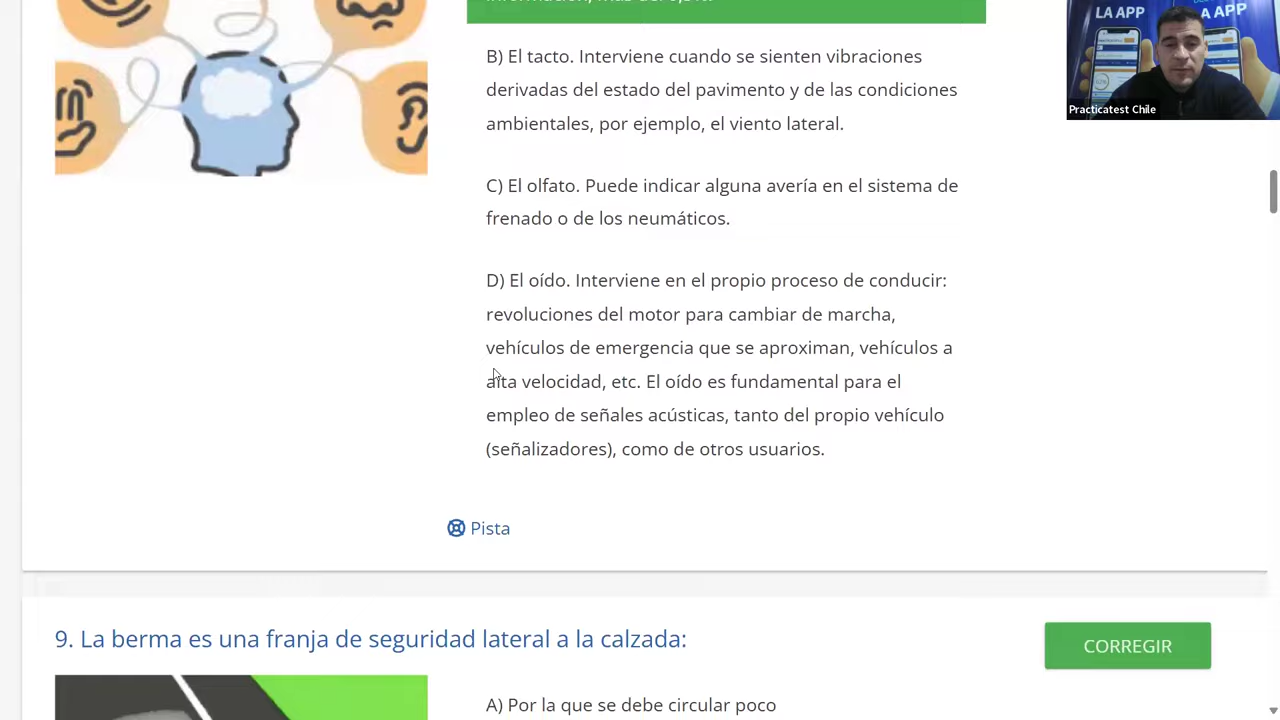 LA APP
A APP
Practicatest Chile
B) El tacto. Interviene cuando se sienten vibraciones
derivadas del estado del pavimento y de las condiciones
ambientales, por ejemplo, el viento lateral.
C) El olfato. Puede indicar alguna avería en el sistema de
frenado o de los neumáticos.
D) El oído. Interviene en el propio proceso de conducir:
revoluciones del motor para cambiar de marcha,
vehículos de emergencia que se aproximan, vehículos a
alta velocidad, etc. El oído es fundamental para el
empleo de señales acústicas, tanto del propio vehículo
(señalizadores), como de otros usuarios.
Pista
9. La berma es una franja de seguridad lateral a la calzada:
CORREGIR
A) Por la que se debe circular poco